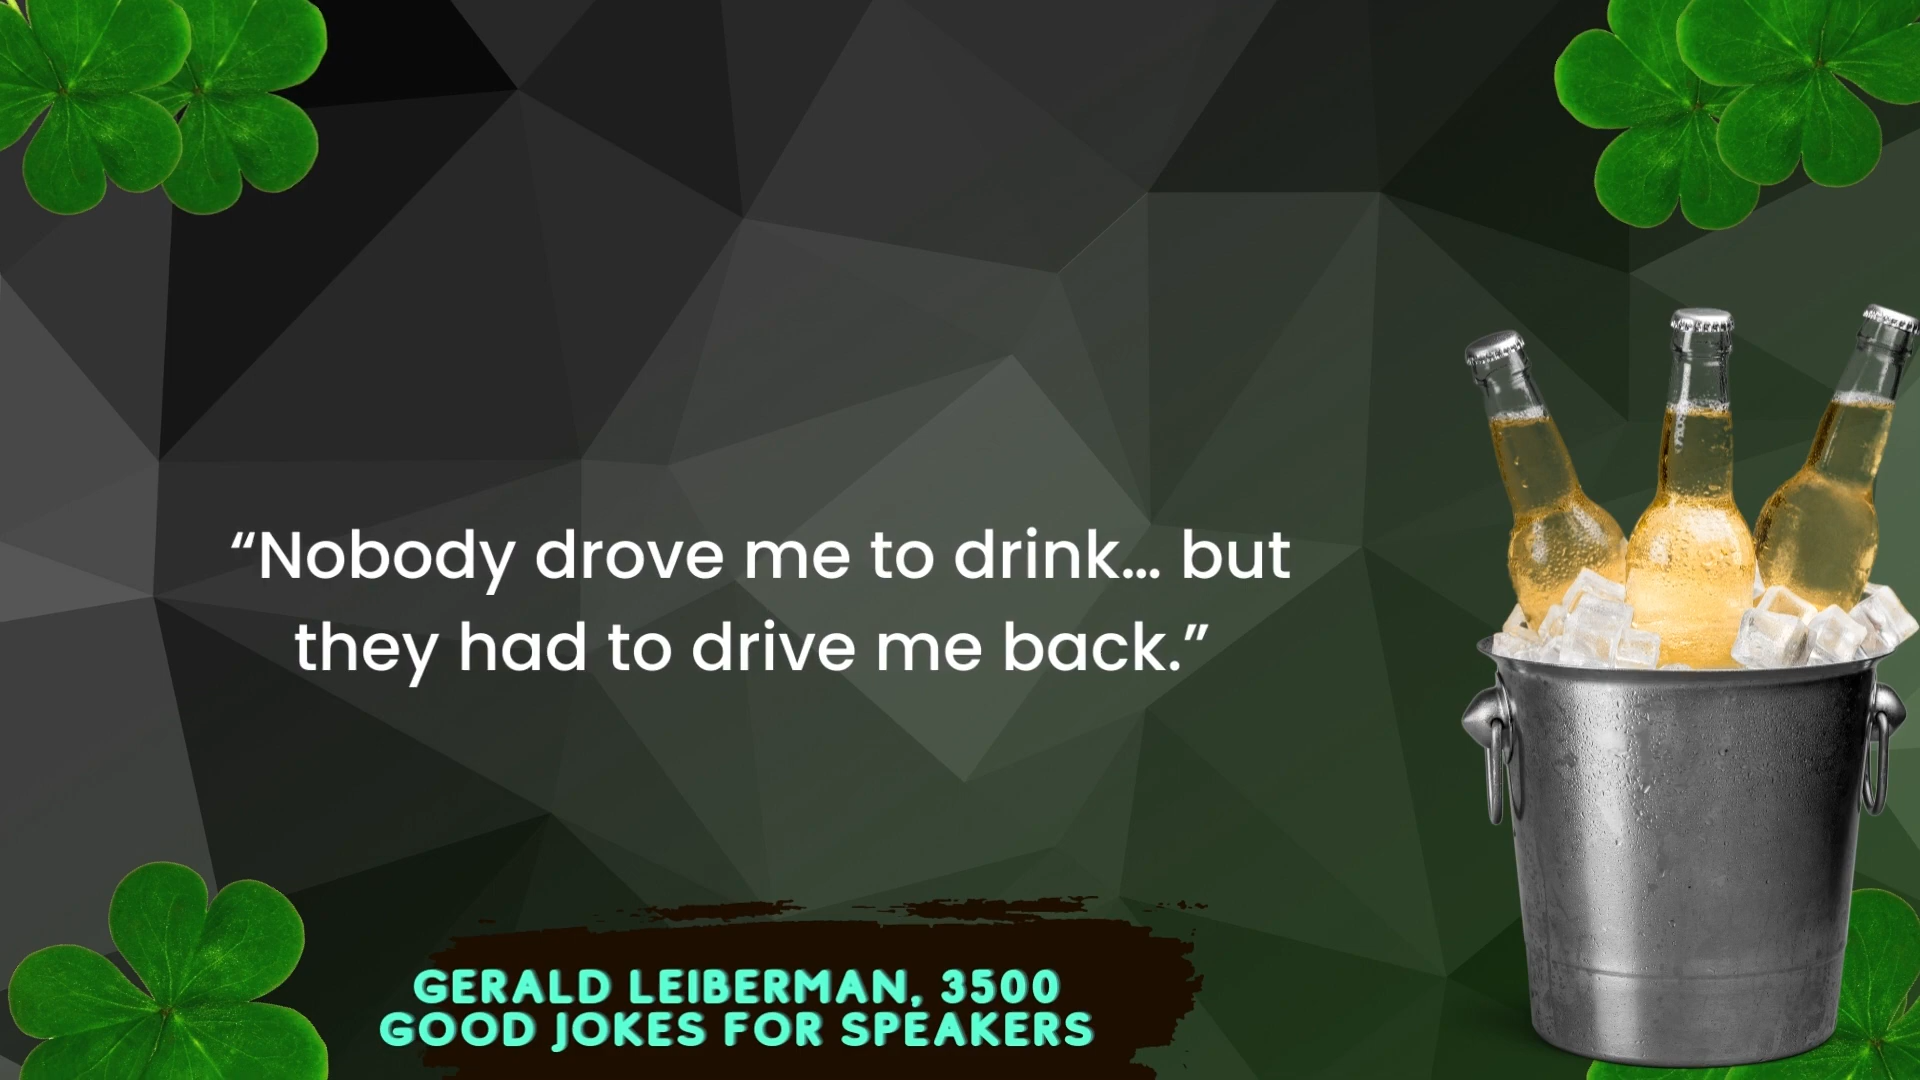 “Nobody drove me to drink... but
they had to drive me back.”
GERALD LEIBERMAN, 3500
GOOD JOKES FOR SPEAKERS